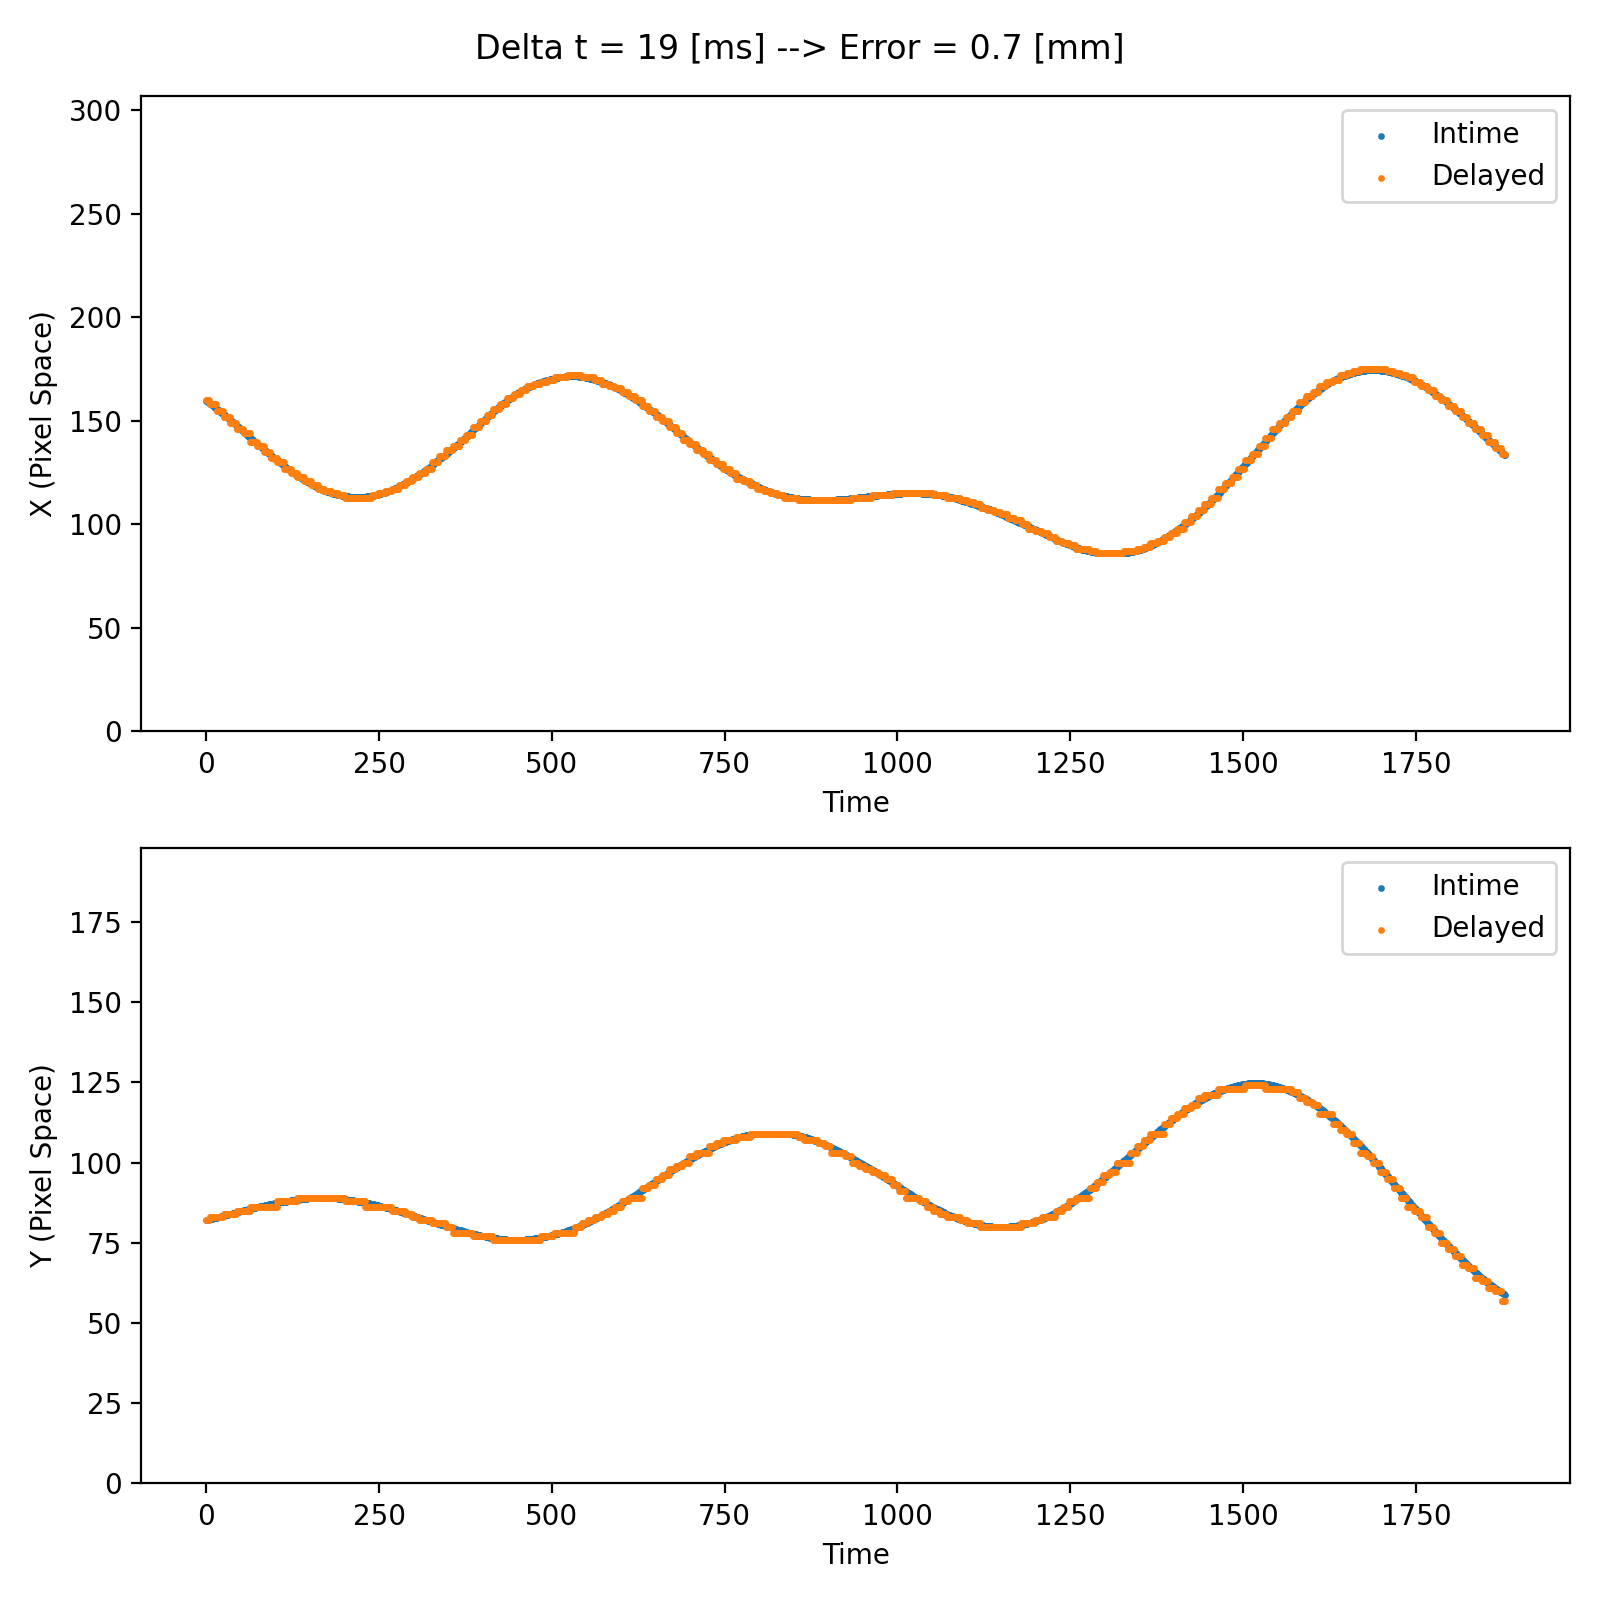 Delta t = 19 [ms] --> Error = 0.7 [mm]
300
250
200
150
100
50
0
X (Pixel Space)
Intime
Delayed
0 250 500 750 1000 1250 1500 1750
Time
175
150
125
100
75
50
25
0
Y (Pixel Space)
Intime
Delayed
0 250 500 750 1000 1250 1500 1750
Time